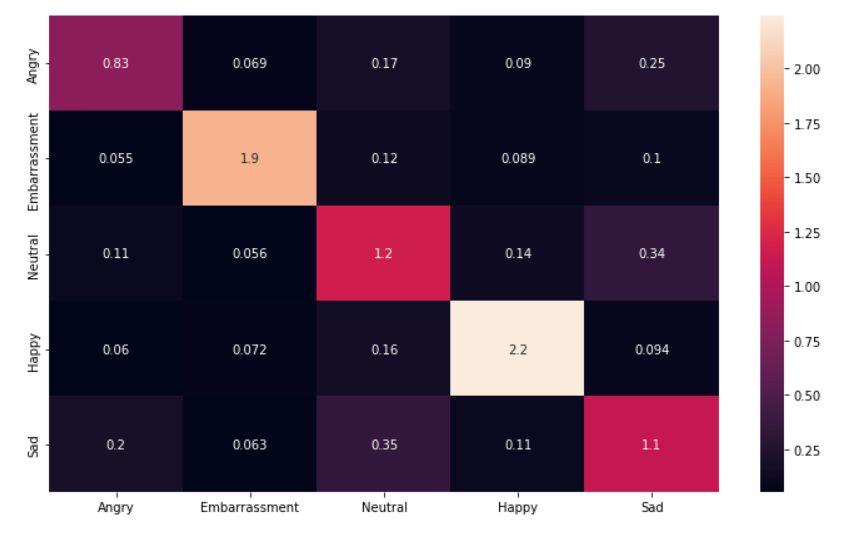 Angry 0.83 0.069 0.17 0.09 0.25
Embarrassment 0.055 1.9 0.12 0.089 0.1
Neutral 0.11 0.056 1.2 0.14 0.34
Happy 0.06 0.072 0.16 2.2 0.094
Sad 0.2 0.063 0.35 0.11 1.1
Angry Embarrassment Neutral Happy Sad
2.00
1.75
1.50
1.25
1.00
0.75
0.50
0.25